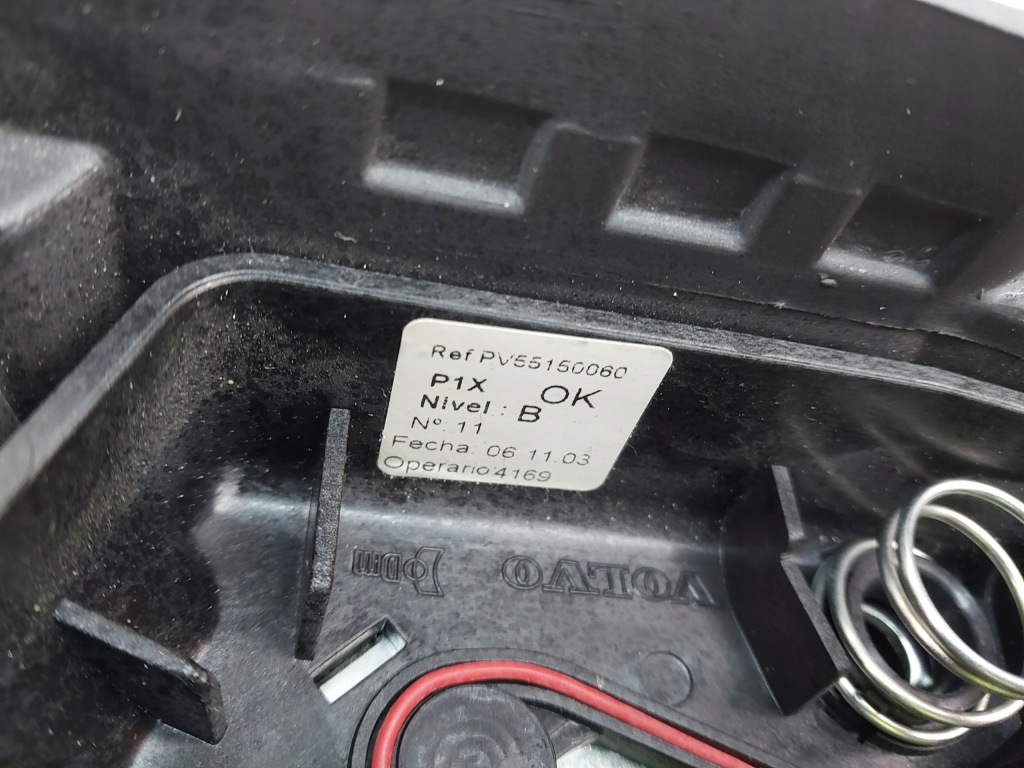 Ref PV55150060
P1X OK
Nivel : B
Nº: 11
Fecha: 06 11.03
Operario 4169
VOLVO